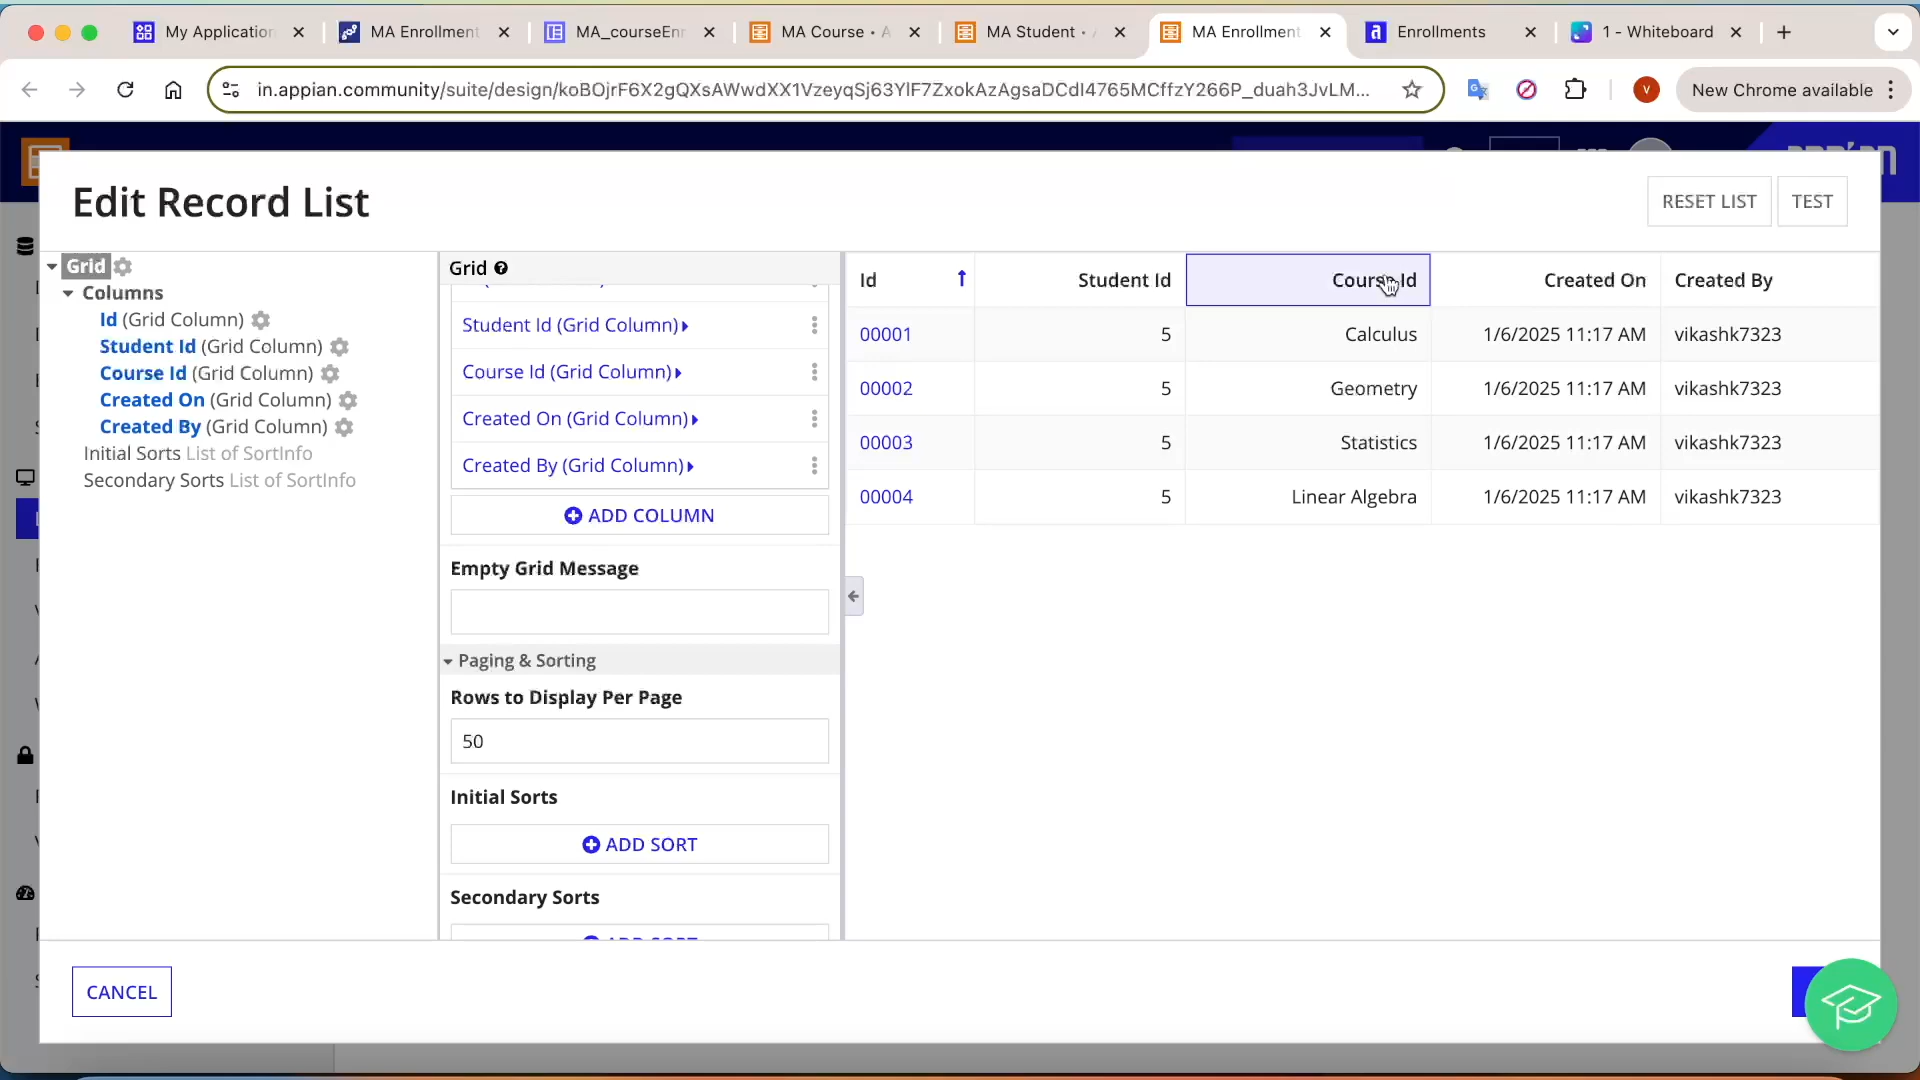 My Application
MA Enrollment
MA_courseEnr
MA Course • A
MA Student •
MA Enrollment
Enrollments
1 - Whiteboard
in.appian.community/suite/design/koBOjrF6X2gQXsAWwdXX1VzeyqSj63YlF7ZxokAzAgsaDCdI4765MCffzY266P_duah3JvLM...
V
New Chrome available
Edit Record List
RESET LIST
TEST
Grid
Columns
Id (Grid Column)
Student Id (Grid Column)
Course Id (Grid Column)
Created On (Grid Column)
Created By (Grid Column)
Initial Sorts List of SortInfo
Secondary Sorts List of SortInfo
Grid
Student Id (Grid Column)
Course Id (Grid Column)
Created On (Grid Column)
Created By (Grid Column)
ADD COLUMN
Empty Grid Message
Paging & Sorting
Rows to Display Per Page
50
Initial Sorts
ADD SORT
Secondary Sorts
Id Student Id Course Id Created On Created By
00001 5 Calculus 1/6/2025 11:17 AM vikashk7323
00002 5 Geometry 1/6/2025 11:17 AM vikashk7323
00003 5 Statistics 1/6/2025 11:17 AM vikashk7323
00004 5 Linear Algebra 1/6/2025 11:17 AM vikashk7323
CANCEL